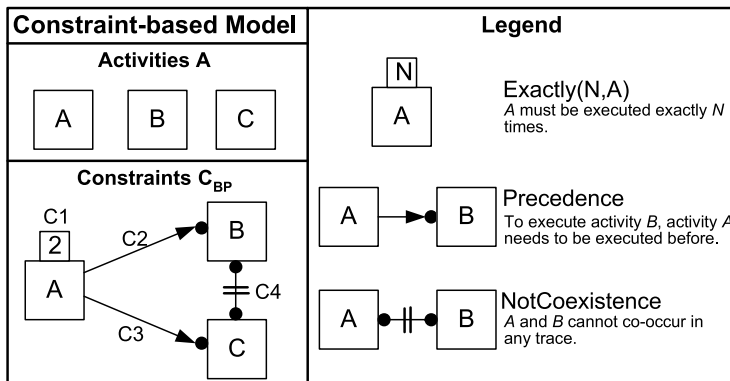 Constraint-based Model
Activities A
A B C
Constraints C_BP
C1
2
A
C2
B
C4
C3
C
Legend
N
A
Exactly(N,A)
A must be executed exactly N
times.
A B
Precedence
To execute activity B, activity A
needs to be executed before.
A B
NotCoexistence
A and B cannot co-occur in
any trace.